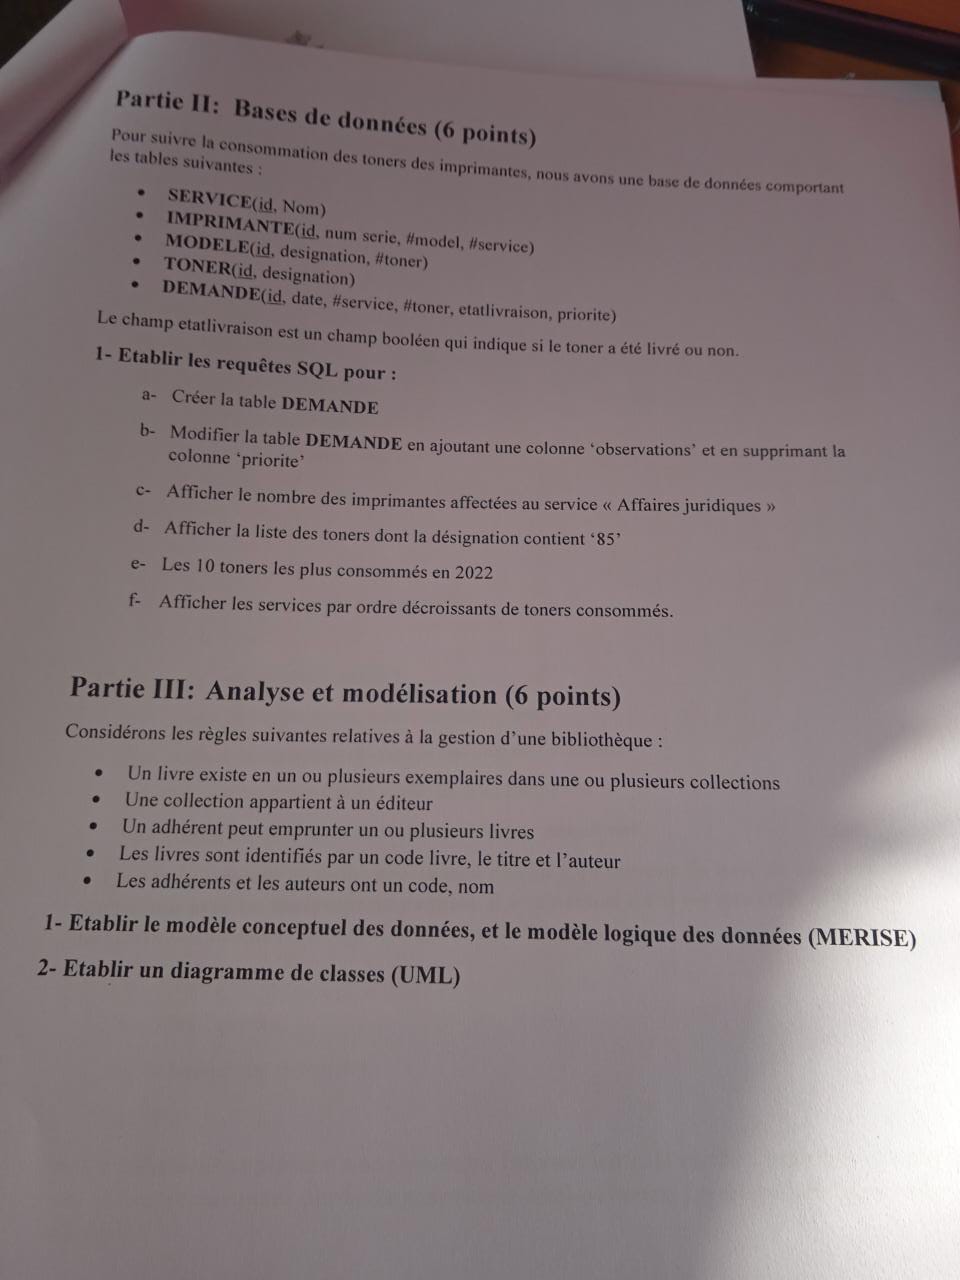 Partie II: Bases de données (6 points)
Pour suivre la consommation des toners des imprimantes, nous avons une base de données comportant
les tables suivantes :
• SERVICE(id, Nom)
• IMPRIMANTE(id, num serie, #model, #service)
• MODELE(id, designation, #toner)
• TONER(id, designation)
• DEMANDE(id, date, #service, #toner, etatlivraison, priorite)
Le champ etatlivraison est un champ booléen qui indique si le toner a été livré ou non.
1- Etablir les requêtes SQL pour :
a- Créer la table DEMANDE
b- Modifier la table DEMANDE en ajoutant une colonne ‘observations’ et en supprimant la
colonne ‘priorite’
c- Afficher le nombre des imprimantes affectées au service « Affaires juridiques »
d- Afficher la liste des toners dont la désignation contient ‘85’
e- Les 10 toners les plus consommés en 2022
f- Afficher les services par ordre décroissants de toners consommés.
Partie III: Analyse et modélisation (6 points)
Considérons les règles suivantes relatives à la gestion d’une bibliothèque :
• Un livre existe en un ou plusieurs exemplaires dans une ou plusieurs collections
• Une collection appartient à un éditeur
• Un adhérent peut emprunter un ou plusieurs livres
• Les livres sont identifiés par un code livre, le titre et l’auteur
• Les adhérents et les auteurs ont un code, nom
1- Etablir le modèle conceptuel des données, et le modèle logique des données (MERISE)
2- Etablir un diagramme de classes (UML)